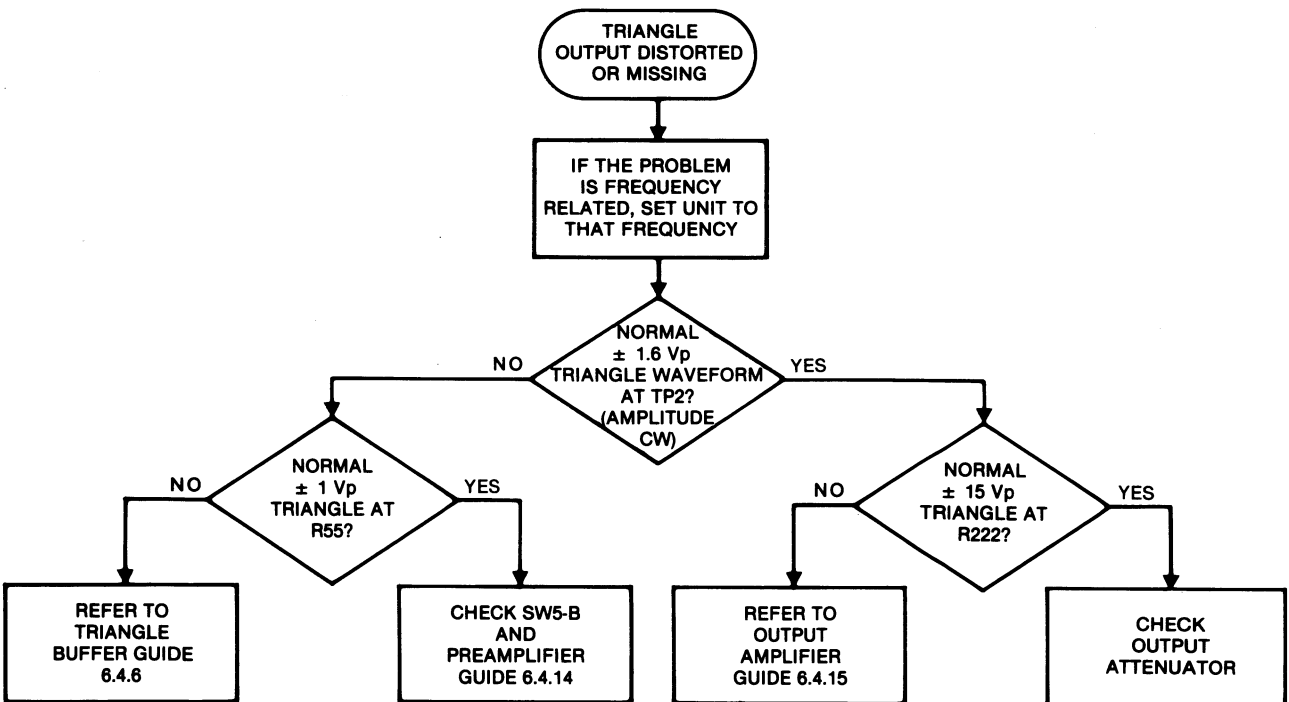 TRIANGLE
OUTPUT DISTORTED
OR MISSING
IF THE PROBLEM
IS FREQUENCY
RELATED, SET UNIT TO
THAT FREQUENCY
NORMAL
± 1.6 Vp
TRIANGLE WAVEFORM
AT TP2?
(AMPLITUDE
CW)
NO
YES
NORMAL
± 1 Vp
TRIANGLE AT
R55?
NO
YES
NORMAL
± 15 Vp
TRIANGLE AT
R222?
NO
YES
REFER TO
TRIANGLE
BUFFER GUIDE
6.4.6
CHECK SW5-B
AND
PREAMPLIFIER
GUIDE 6.4.14
REFER TO
OUTPUT
AMPLIFIER
GUIDE 6.4.15
CHECK
OUTPUT
ATTENUATOR